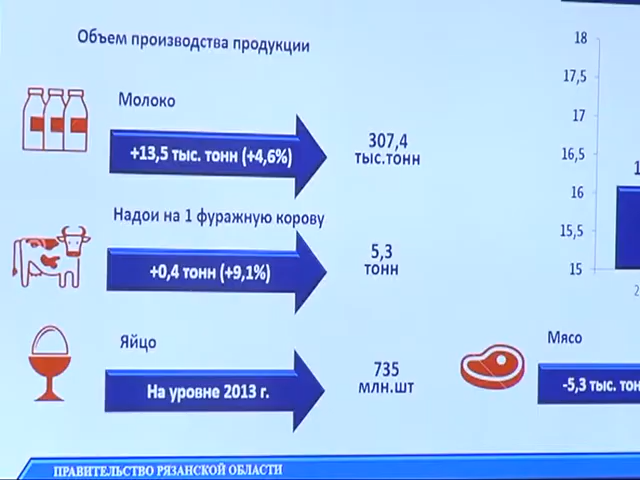 Объем производства продукции
Молоко
+13,5 тыс. тонн (+4,6%)
307,4
тыс.тонн
Надои на 1 фуражную корову
+0,4 тонн (+9,1%)
5,3
тонн
Яйцо
На уровне 2013 г.
735
млн.шт
18
17,5
17
16,5
16
15,5
15
Мясо
-5,3 тыс.
ПРАВИТЕЛЬСТВО РЯЗАНСКОЙ ОБЛАСТИ